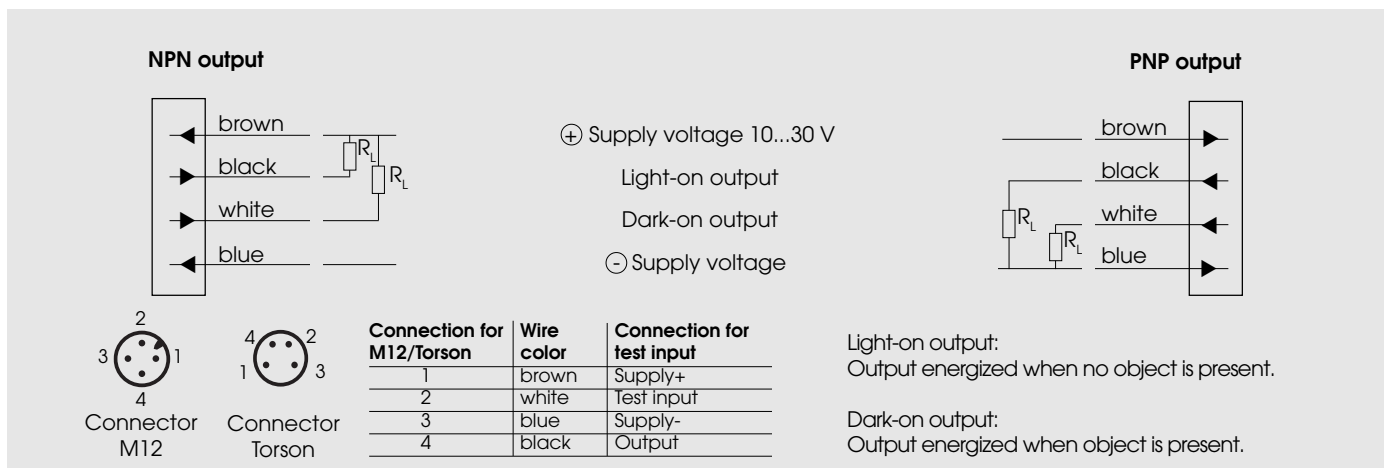 NPN output
PNP output
brown
black
white
blue
R_L
R_L
+ Supply voltage 10...30 V
Light-on output
Dark-on output
- Supply voltage
brown
black
white
blue
R_L
R_L
2
3 1
4
Connector
M12
4 2
1 3
Connector
Torson
Connection for M12/Torson | Wire color | Connection for test input
1 brown Supply+
2 white Test input
3 blue Supply-
4 black Output
Light-on output:
Output energized when no object is present.
Dark-on output:
Output energized when object is present.